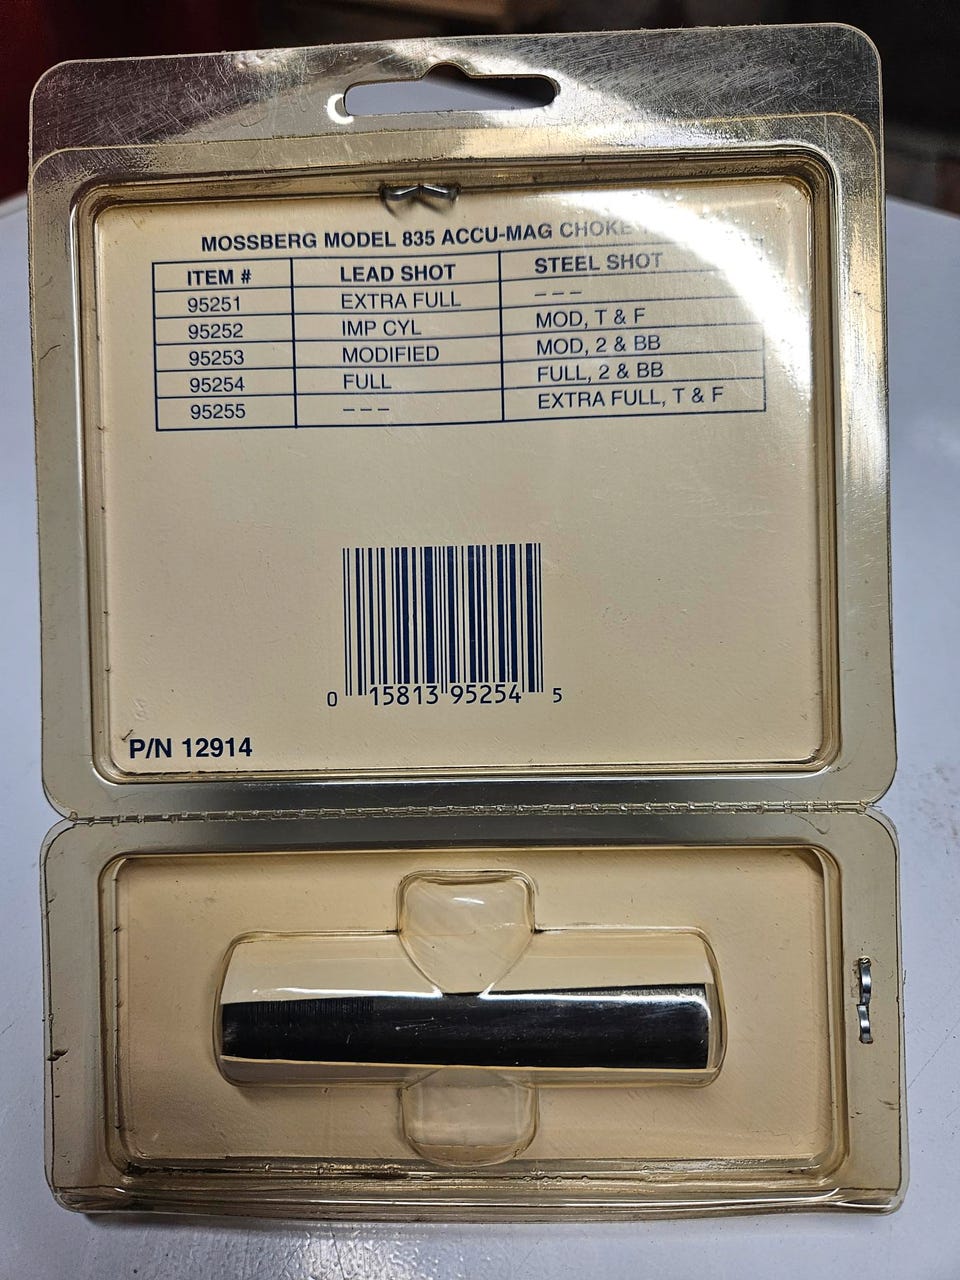 MOSSBERG MODEL 835 ACCU-MAG CHOKE
ITEM # LEAD SHOT STEEL SHOT
95251 EXTRA FULL – – –
95252 IMP CYL MOD, T & F
95253 MODIFIED MOD, 2 & BB
95254 FULL FULL, 2 & BB
95255 – – – EXTRA FULL, T & F
0 15813 95254 5
P/N 12914